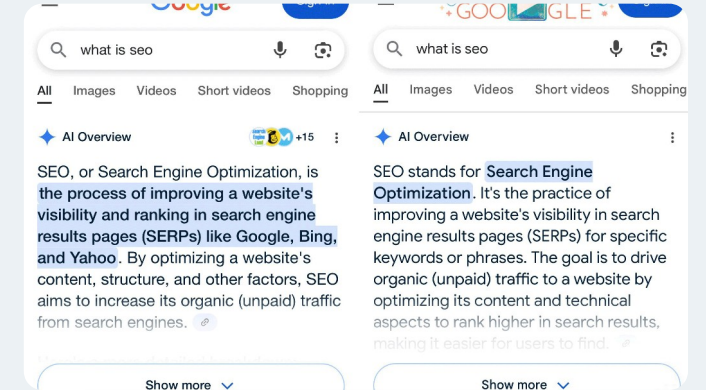 Google
Sign in
what is seo
All Images Videos Short videos Shopping
AI Overview
+15
SEO, or Search Engine Optimization, is
the process of improving a website's
visibility and ranking in search engine
results pages (SERPs) like Google, Bing,
and Yahoo. By optimizing a website's
content, structure, and other factors, SEO
aims to increase its organic (unpaid) traffic
from search engines.
Show more
GOOGLE
what is seo
All Images Videos Short videos Shopping
AI Overview
SEO stands for Search Engine
Optimization. It's the practice of
improving a website's visibility in search
engine results pages (SERPs) for specific
keywords or phrases. The goal is to drive
organic (unpaid) traffic to a website by
optimizing its content and technical
aspects to rank higher in search results,
making it easier for users to find.
Show more